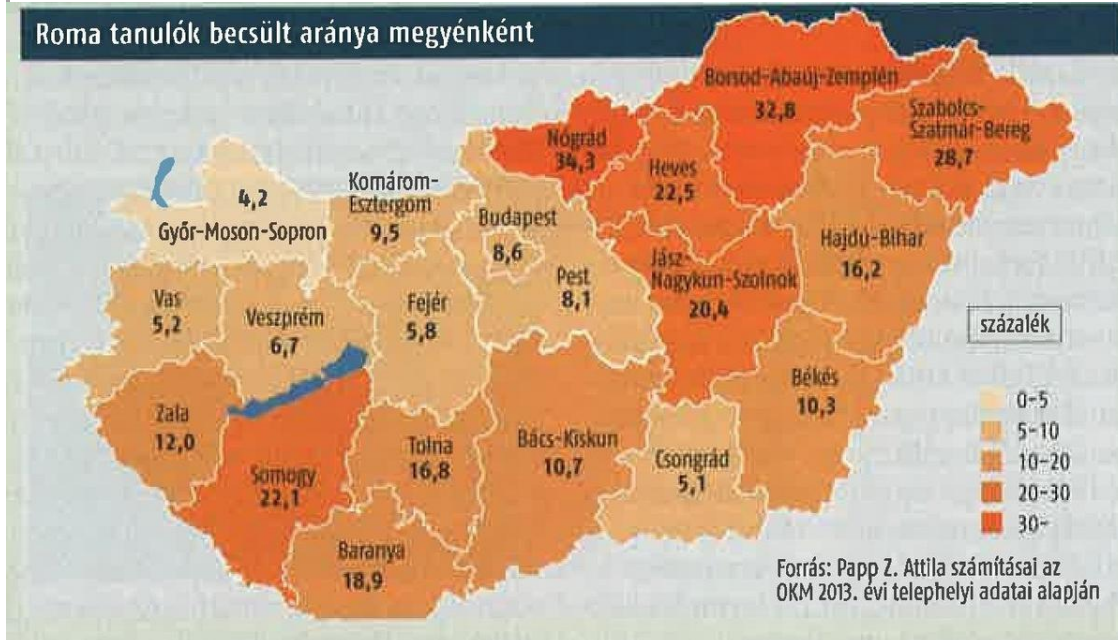 Roma tanulók becsült aránya megyénként
Borsod-Abaúj-Zemplén
32,8
Szabolcs-
Szatmár-Bereg
28,7
Nógrád
34,3
Heves
22,5
Komárom-
Esztergom
9,5
4,2
Győr-Moson-Sopron
Budapest
8,6
Pest
8,1
Hajdú-Bihar
16,2
Jász-
Nagykun-Szolnok
20,4
Vas
5,2
Veszprém
6,7
Fejér
5,8
százalék
Békés
10,3
Zala
12,0
Tolna
16,8
Bács-Kiskun
10,7
Csongrád
5,1
Somogy
22,1
Baranya
18,9
0-5
5-10
10-20
20-30
30-
Forrás: Papp Z. Attila számításai az
OKM 2013. évi telephelyi adatai alapján